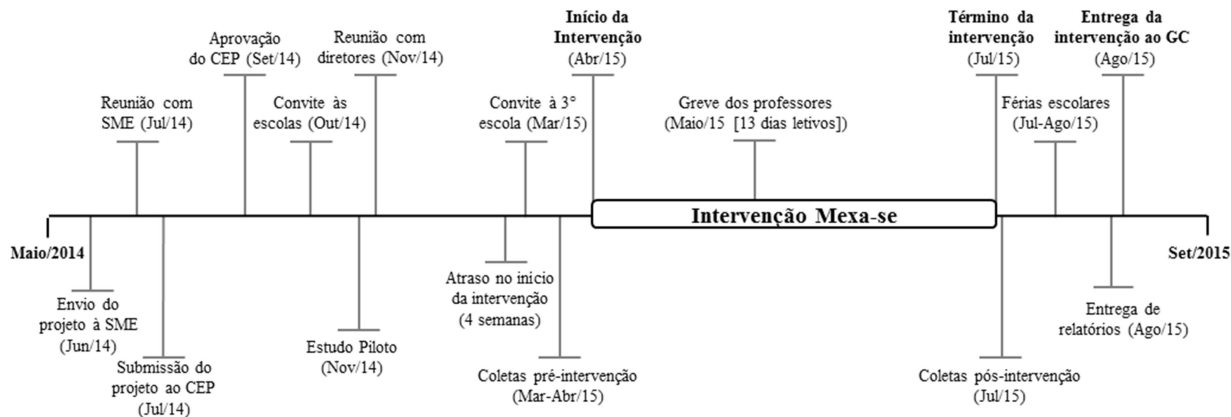 Aprovação
do CEP (Set/14)
Reunião com
diretores (Nov/14)
Início da
Intervenção
(Abr/15)
Término da
intervenção
(Jul/15)
Entrega da
intervenção ao GC
(Ago/15)
Reunião com
SME (Jul/14)
Convite às
escolas (Out/14)
Convite à 3°
escola (Mar/15)
Greve dos professores
(Maio/15 [13 dias letivos])
Férias escolares
(Jul-Ago/15)
Intervenção Mexa-se
Maio/2014
Set/2015
Envio do
projeto à SME
(Jun/14)
Submissão do
projeto ao CEP
(Jul/14)
Estudo Piloto
(Nov/14)
Atraso no inicio
da intervenção
(4 semanas)
Coletas pré-intervenção
(Mar-Abr/15)
Entrega de
relatórios (Ago/15)
Coletas pós-intervenção
(Jul/15)